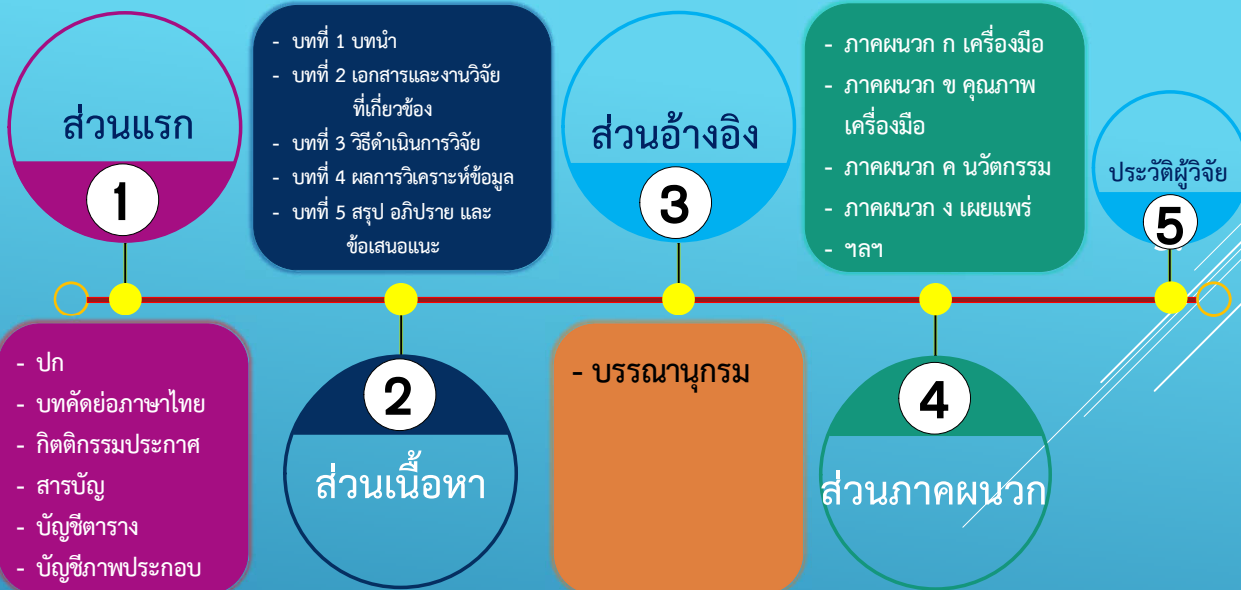 ส่วนแรก
1
- ปก
- บทคัดย่อภาษาไทย
- กิตติกรรมประกาศ
- สารบัญ
- บัญชีตาราง
- บัญชีภาพประกอบ
- บทที่ 1 บทนำ
- บทที่ 2 เอกสารและงานวิจัย
ที่เกี่ยวข้อง
- บทที่ 3 วิธีดำเนินการวิจัย
- บทที่ 4 ผลการวิเคราะห์ข้อมูล
- บทที่ 5 สรุป อภิปราย และ
ข้อเสนอแนะ
2
ส่วนเนื้อหา
ส่วนอ้างอิง
3
- บรรณานุกรม
- ภาคผนวก ก เครื่องมือ
- ภาคผนวก ข คุณภาพ
เครื่องมือ
- ภาคผนวก ค นวัตกรรม
- ภาคผนวก ง เผยแพร่
- ฯลฯ
4
ส่วนภาคผนวก
ประวัติผู้วิจัย
5